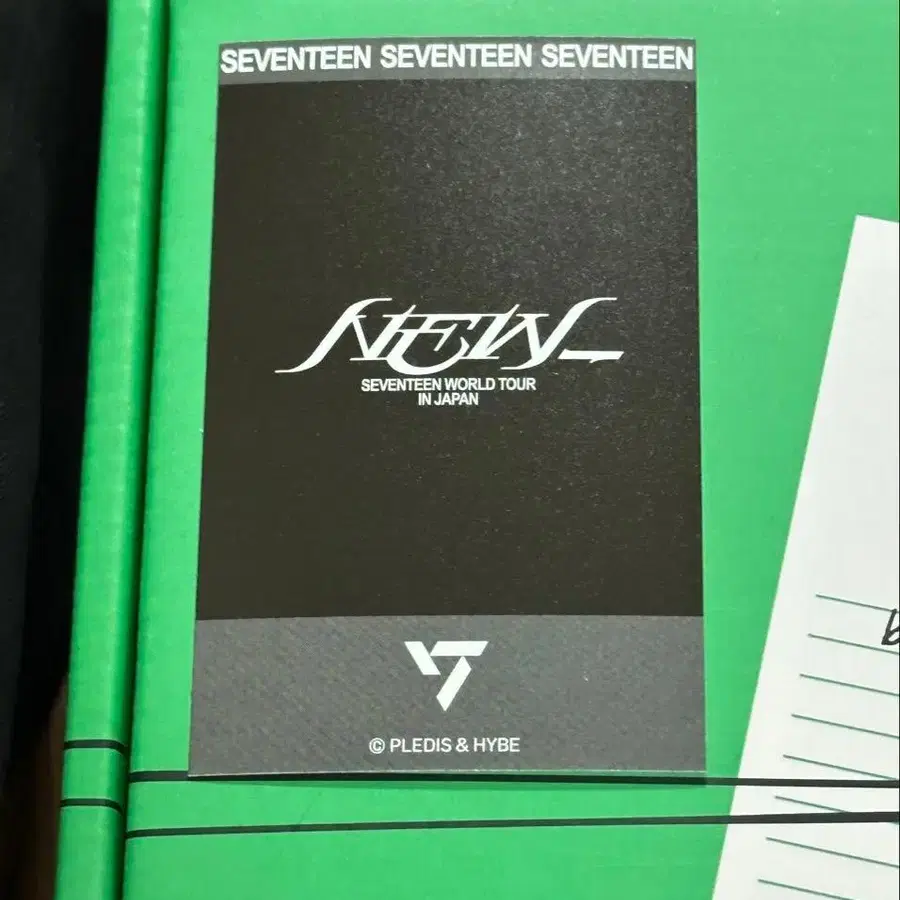 SEVENTEEN SEVENTEEN SEVENTEEN
NEW_
SEVENTEEN WORLD TOUR
IN JAPAN
© PLEDIS & HYBE